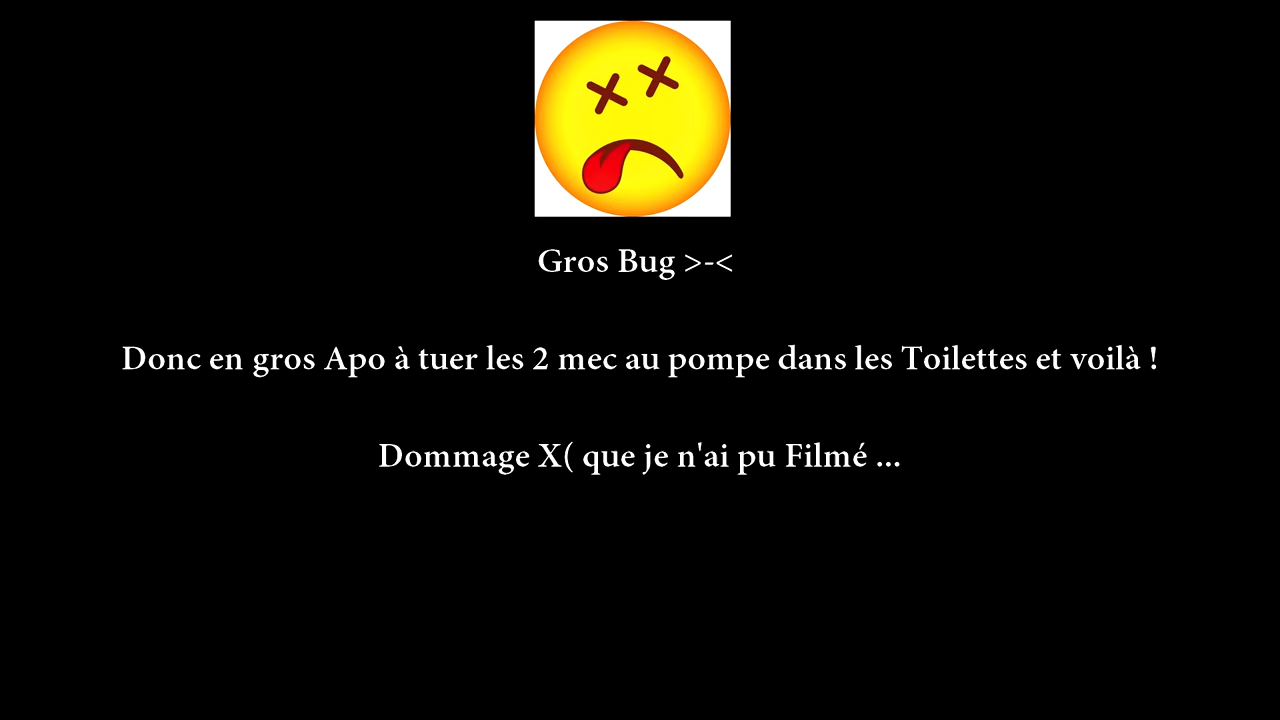 Gros Bug >-<
Donc en gros Apo à tuer les 2 mec au pompe dans les Toilettes et voilà !
Dommage X( que je n'ai pu Filmé ...